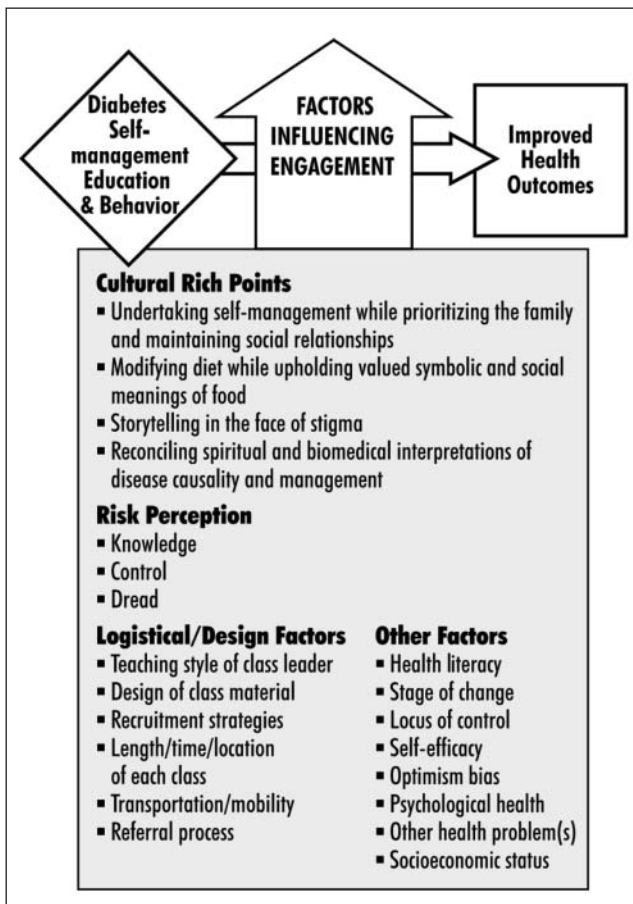 Diabetes
Self-
management
Education
& Behavior
FACTORS
INFLUENCING
ENGAGEMENT
Improved
Health
Outcomes
Cultural Rich Points
▪ Undertaking self-management while prioritizing the family
and maintaining social relationships
▪ Modifying diet while upholding valued symbolic and social
meanings of food
▪ Storytelling in the face of stigma
▪ Reconciling spiritual and biomedical interpretations of
disease causality and management
Risk Perception
▪ Knowledge
▪ Control
▪ Dread
Logistical/Design Factors
▪ Teaching style of class leader
▪ Design of class material
▪ Recruitment strategies
▪ Length/time/location
of each class
▪ Transportation/mobility
▪ Referral process
Other Factors
▪ Health literacy
▪ Stage of change
▪ Locus of control
▪ Self-efficacy
▪ Optimism bias
▪ Psychological health
▪ Other health problem(s)
▪ Socioeconomic status